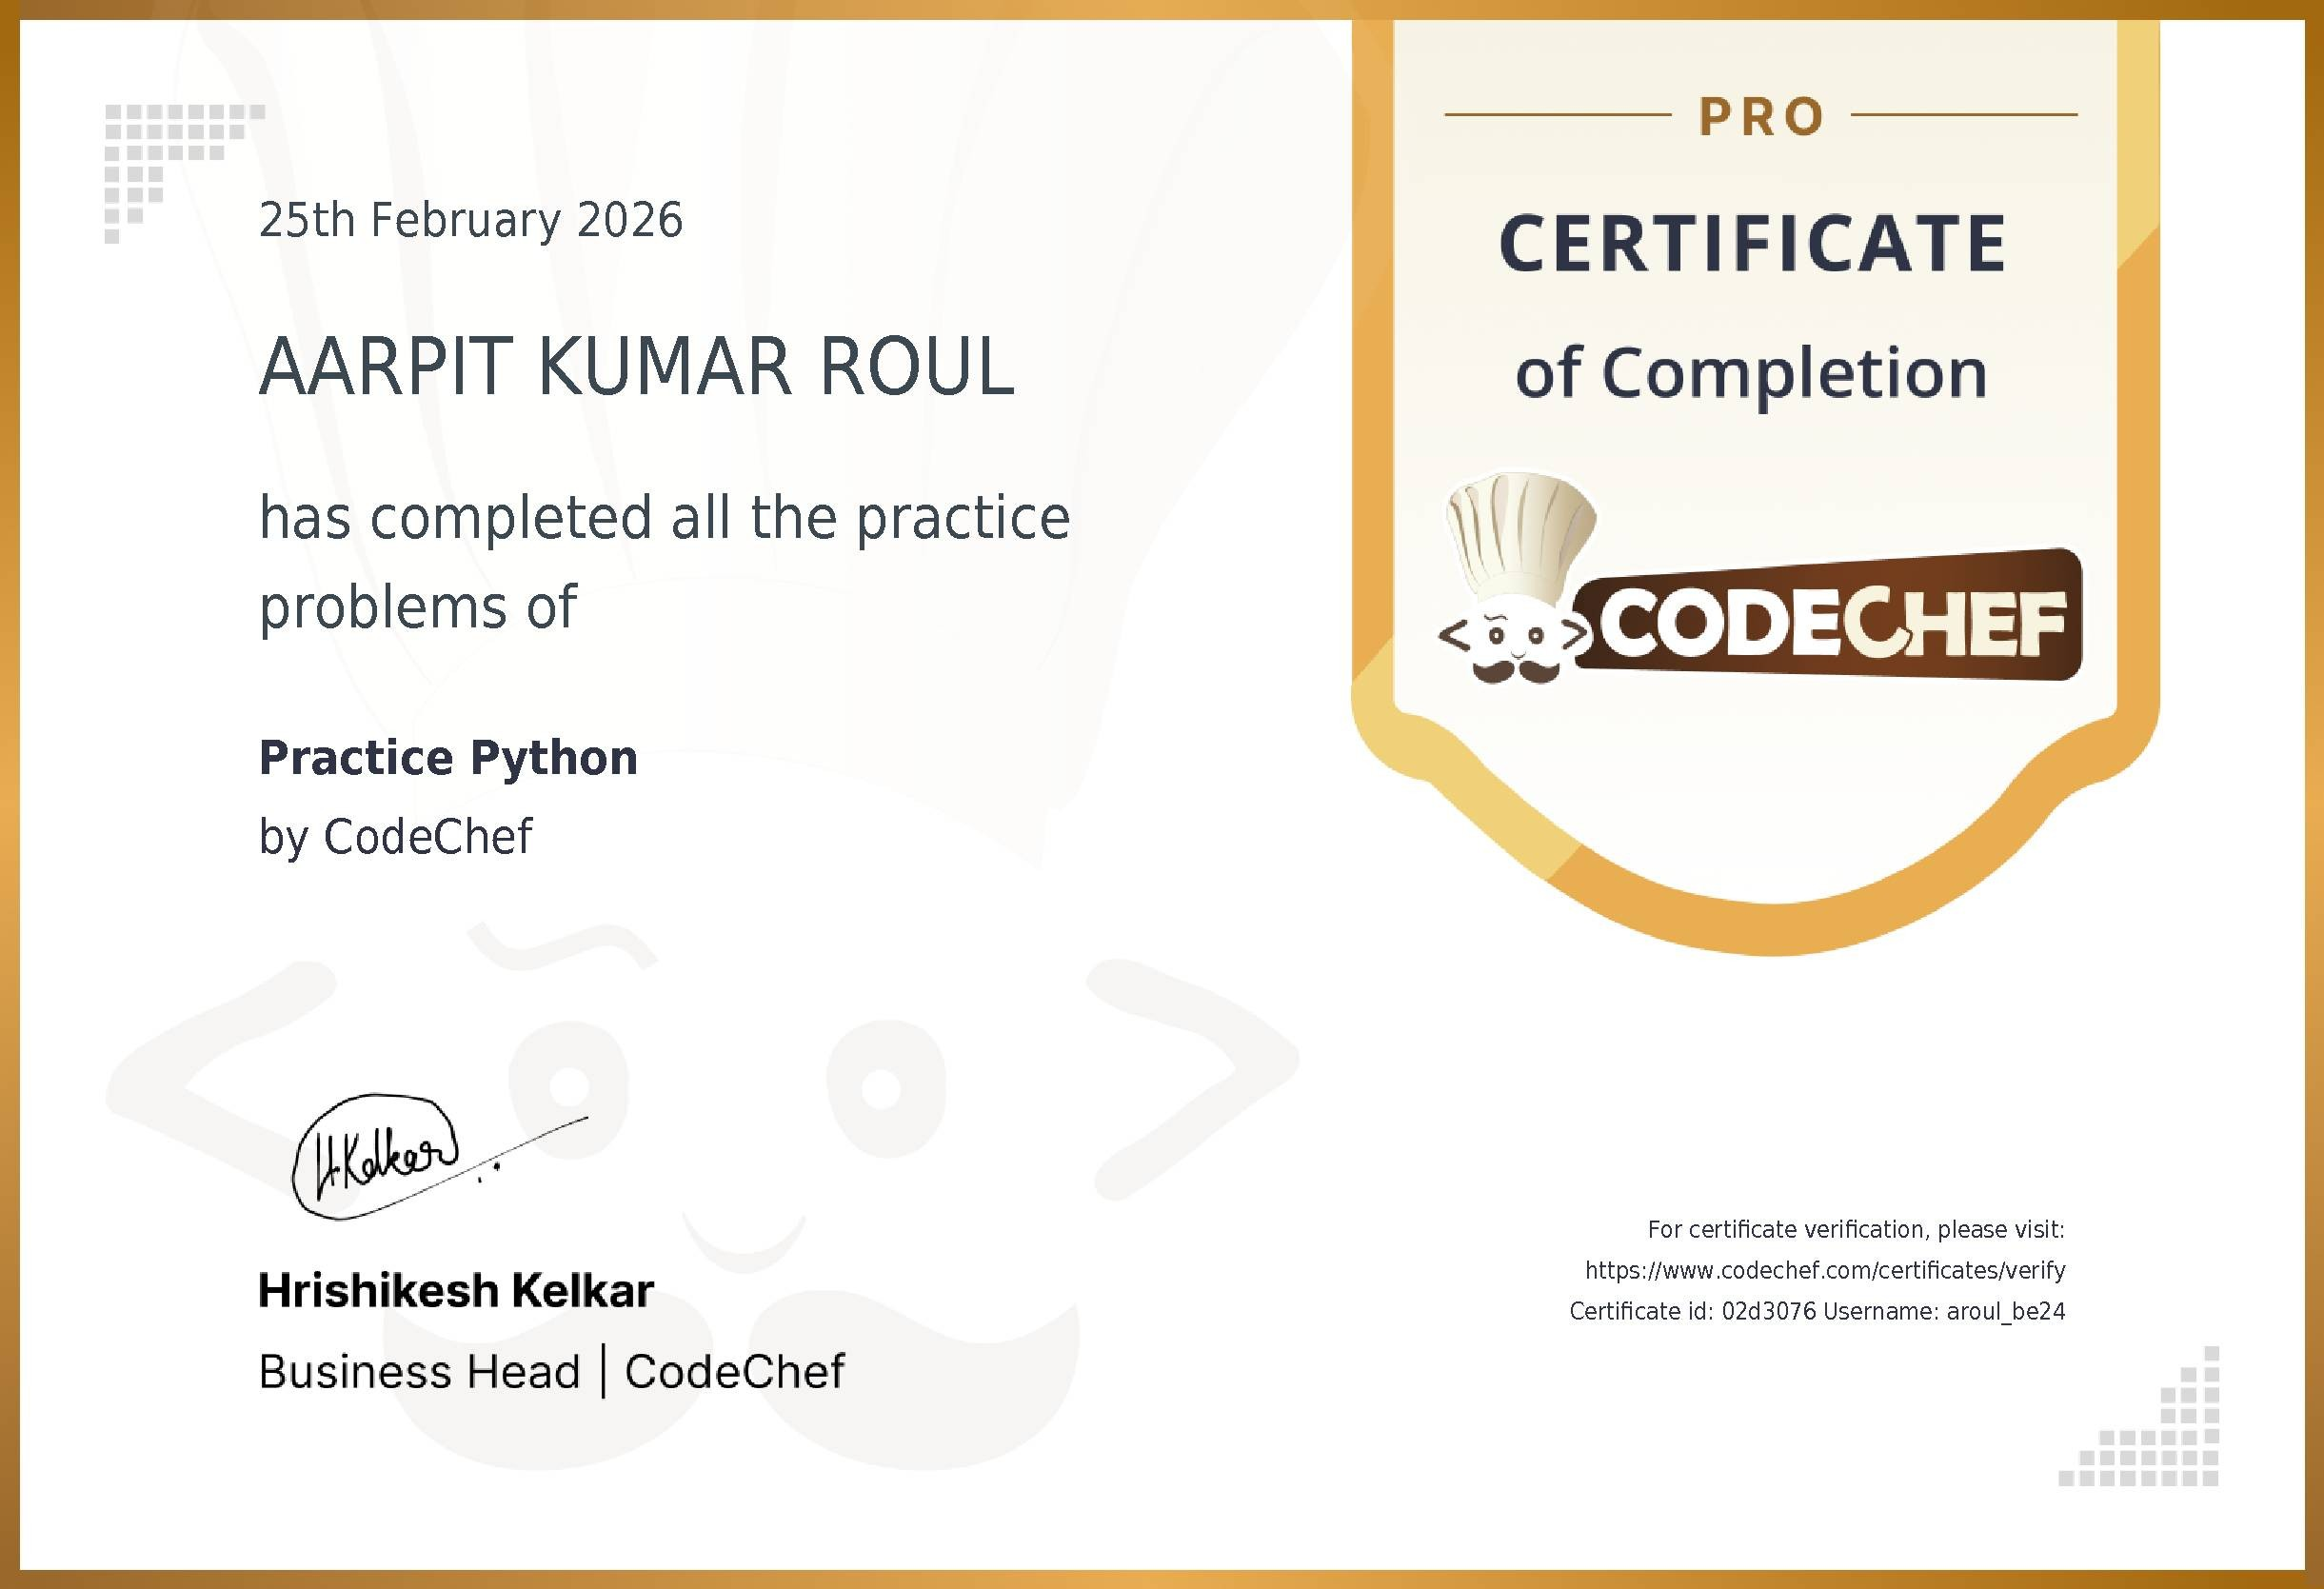 25th February 2026
AARPIT KUMAR ROUL
has completed all the practice
problems of
Practice Python
by CodeChef
HKelkar
Hrishikesh Kelkar
Business Head | CodeChef
PRO
CERTIFICATE
of Completion
CODECHEF
For certificate verification, please visit:
https://www.codechef.com/certificates/verify
Certificate id: 02d3076 Username: aroul_be24